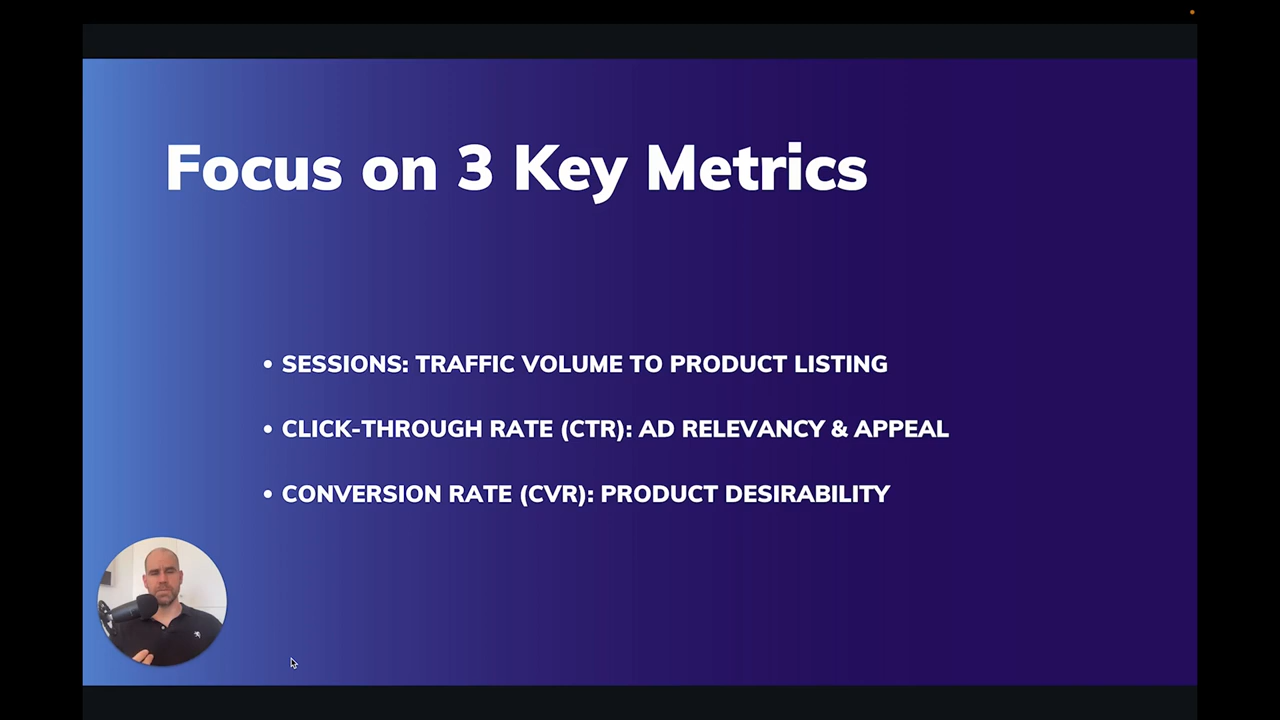 Focus on 3 Key Metrics
• SESSIONS: TRAFFIC VOLUME TO PRODUCT LISTING
• CLICK-THROUGH RATE (CTR): AD RELEVANCY & APPEAL
• CONVERSION RATE (CVR): PRODUCT DESIRABILITY